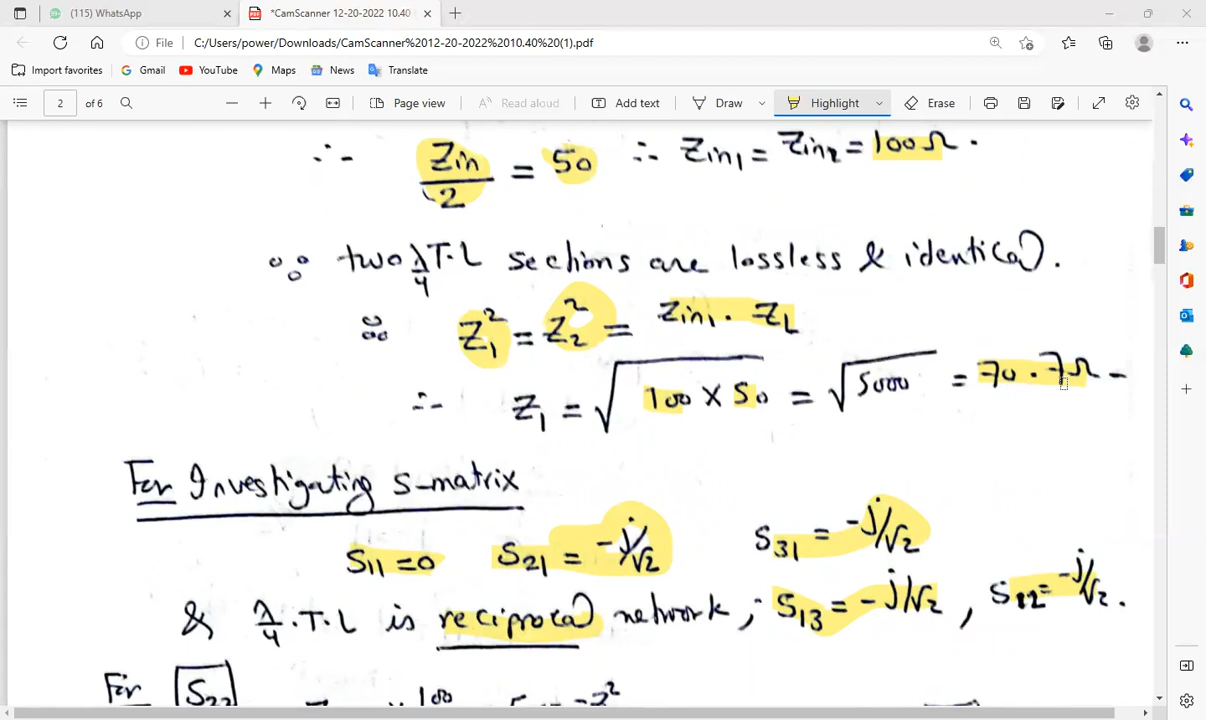 (115) WhatsApp
*CamScanner 12-20-2022 10.40
File C:/Users/power/Downloads/CamScanner%2012-20-2022%2010.40%20(1).pdf
Import favorites Gmail YouTube Maps News Translate
2 of 6 Page view Read aloud Add text Draw Highlight Erase
∴ Zin/2 = 50 ∴ Zin1 = Zin2 = 100Ω.
∵ two λ/4 T.L sections are lossless & identical.
∴ Z1² = Z2² = Zin1 . ZL
∴ Z1 = √(100 × 50) = √5000 = 70.7Ω -
For Investigating S-matrix
S11 = 0 S21 = -j/√2 S31 = -j/√2
& λ/4 . T.L is reciprocal network, ∴ S13 = -j/√2 , S12 = -j/√2 .
For S22